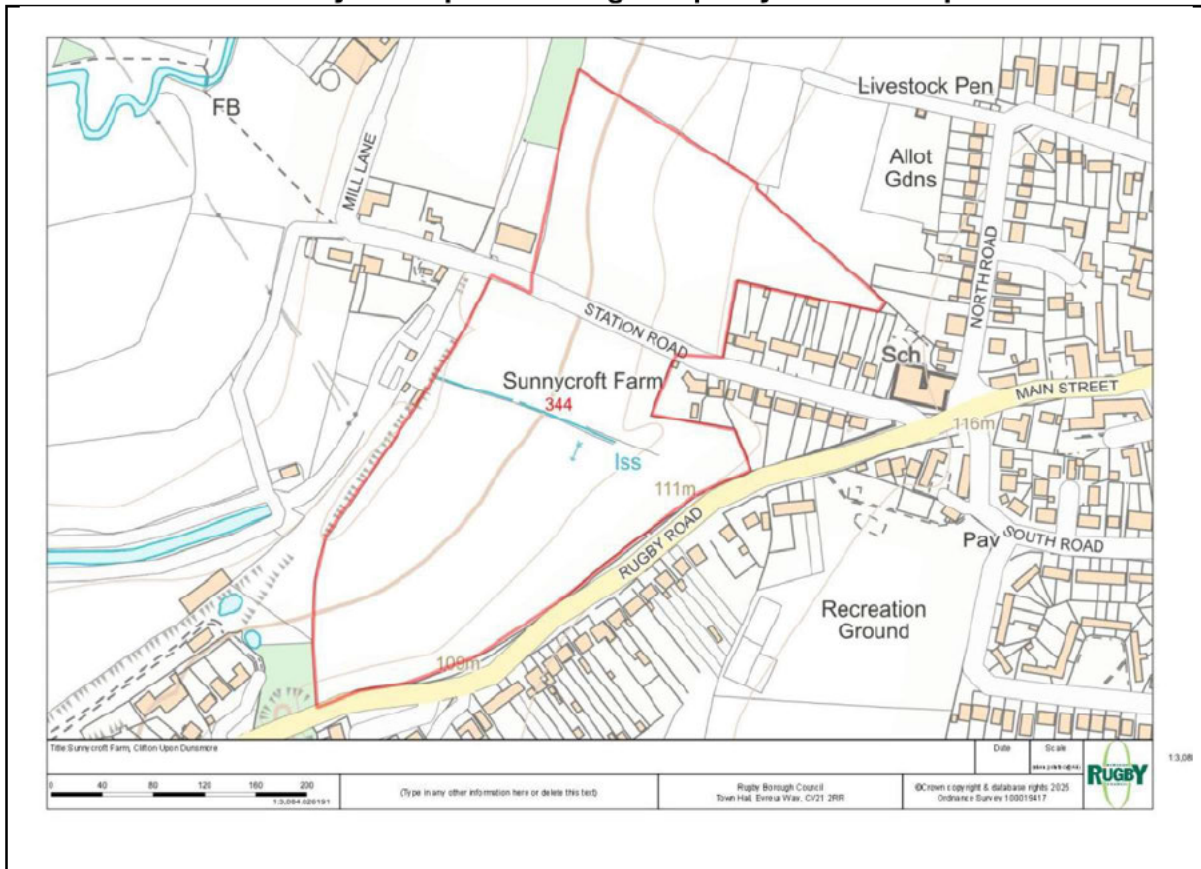 Livestock Pen
FB
MILL LANE
Allot
Gdns
NORTH ROAD
STATION ROAD
Sch
MAIN STREET
Sunnycroft Farm
344
116m
Iss
111m
RUGBY ROAD
Pav
SOUTH ROAD
Recreation
Ground
109m
Title: Sunnycroft Farm, Clifton Upon Dunsmore
Date
Scale
0 40 80 120 160 200
(Type in any other information here or delete this text)
Rugby Borough Council
Town Hall, Evreux Way, CV21 2RR
©Crown copyright & database rights 2025
Ordnance Survey 100019417
RUGBY
1:3,08